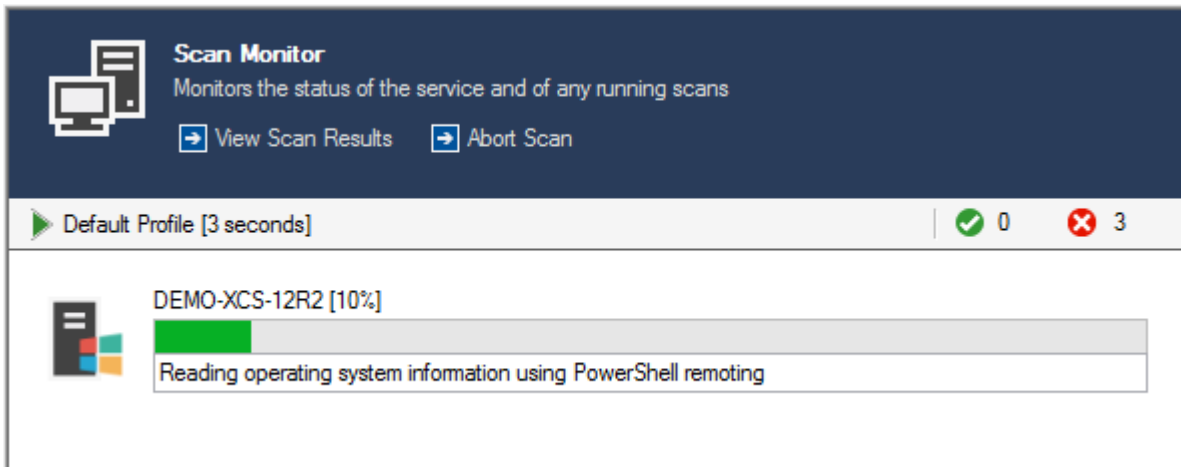 Scan Monitor
Monitors the status of the service and of any running scans
View Scan Results Abort Scan
Default Profile [3 seconds] 0 3
DEMO-XCS-12R2 [10%]
Reading operating system information using PowerShell remoting